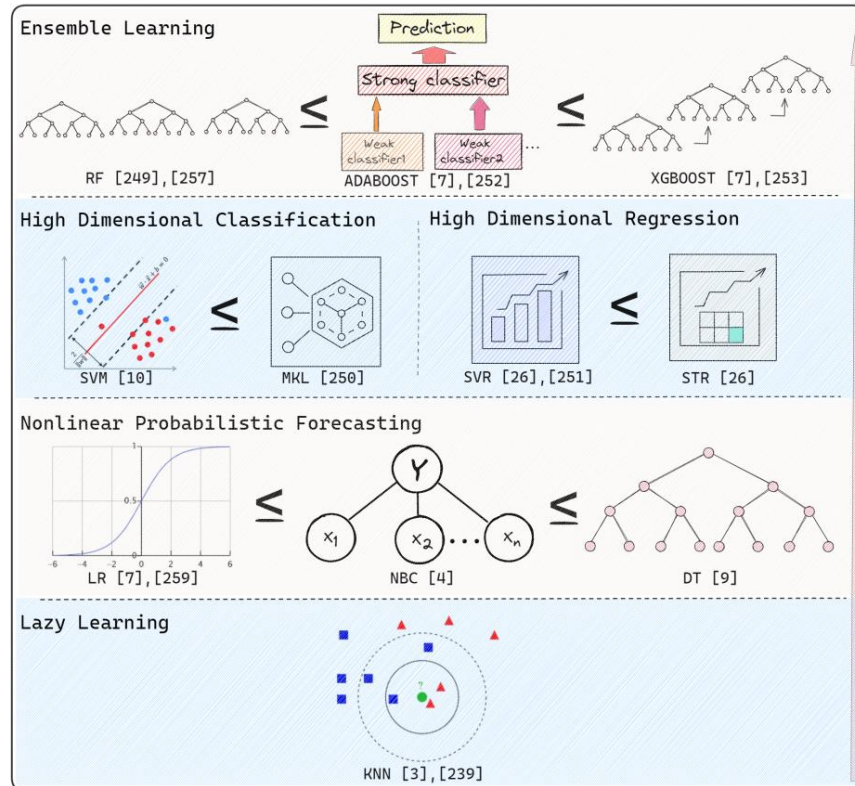 Ensemble Learning
Prediction
Strong classifier
≤
≤
Weak
classifier1
Weak
classifier2
...
RF [249],[257]
ADABOOST [7],[252]
XGBOOST [7],[253]
High Dimensional Classification
High Dimensional Regression
≤
≤
SVM [10]
MKL [250]
SVR [26],[251]
STR [26]
Nonlinear Probabilistic Forecasting
1
0.5
0
-6 -4 -2 0 2 4 6
≤
Y
X₁ X₂ ... Xn
≤
LR [7],[259]
NBC [4]
DT [9]
Lazy Learning
?
KNN [3],[239]